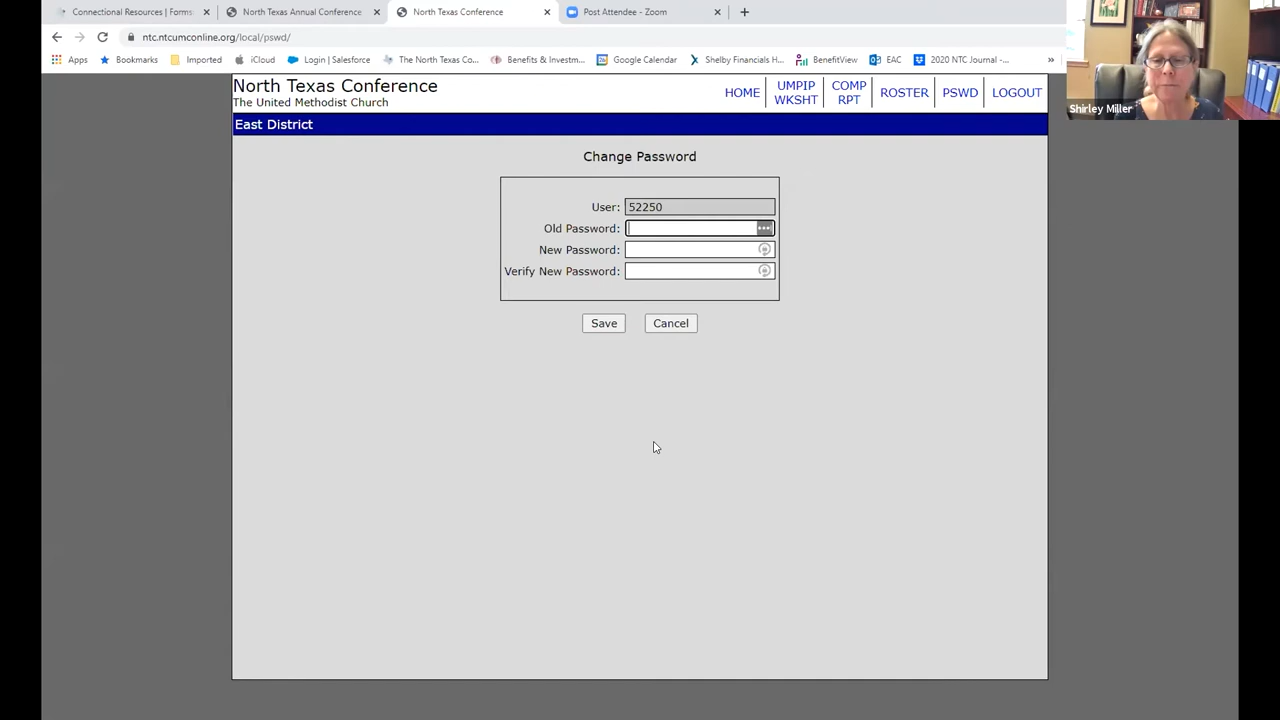 Connectional Resources | Forms
North Texas Annual Conference
North Texas Conference
Post Attendee - Zoom
ntc.ntcumconline.org/local/pswd/
Apps
Bookmarks
Imported
iCloud
Login | Salesforce
The North Texas Co...
Benefits & Investm...
Google Calendar
Shelby Financials H...
BenefitView
EAC
2020 NTC Journal -...
»
Shirley Miller
North Texas Conference
The United Methodist Church
HOME
UMPIP
WKSHT
COMP
RPT
ROSTER
PSWD
LOGOUT
East District
Change Password
User: 52250
Old Password:
New Password:
Verify New Password:
Save
Cancel